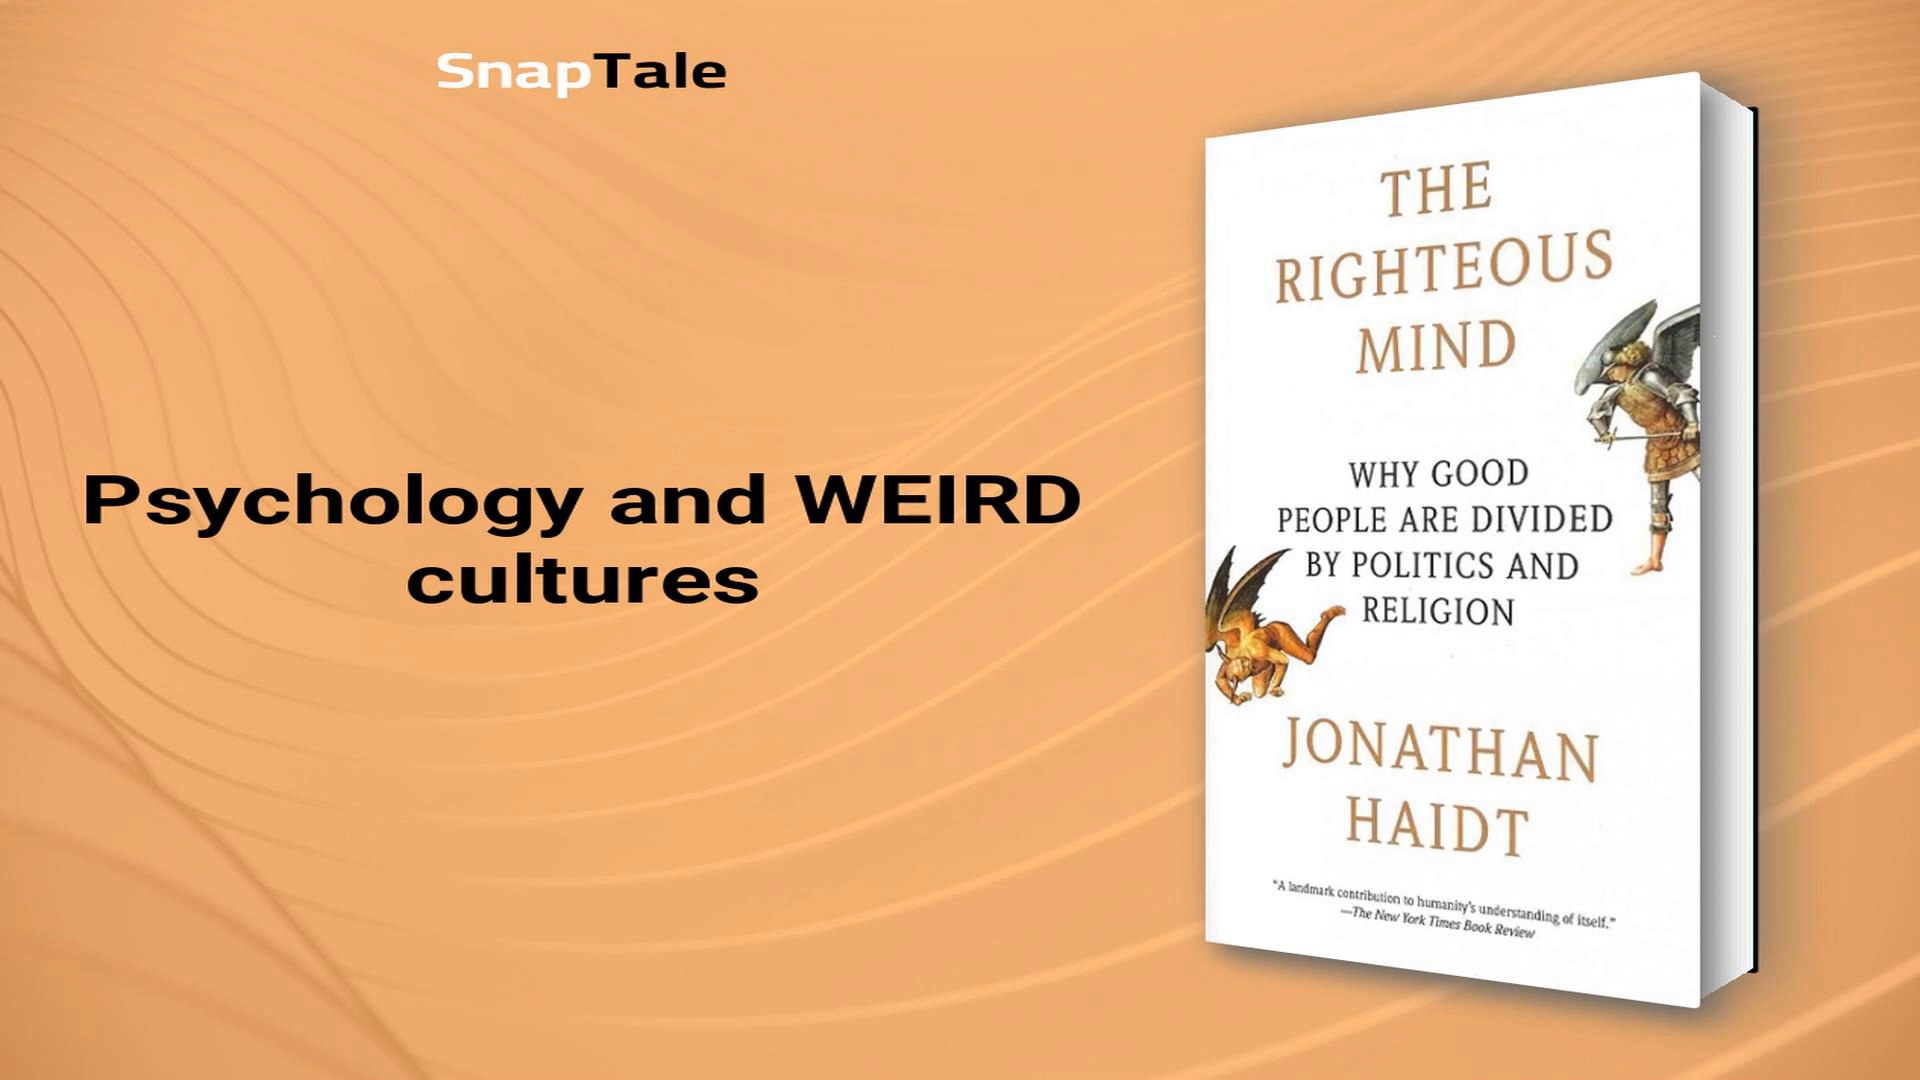 SnapTale
Psychology and WEIRD
cultures
THE
RIGHTEOUS
MIND
WHY GOOD
PEOPLE ARE DIVIDED
BY POLITICS AND
RELIGION
JONATHAN
HAIDT
"A landmark contribution to humanity's understanding of itself."
—The New York Times Book Review